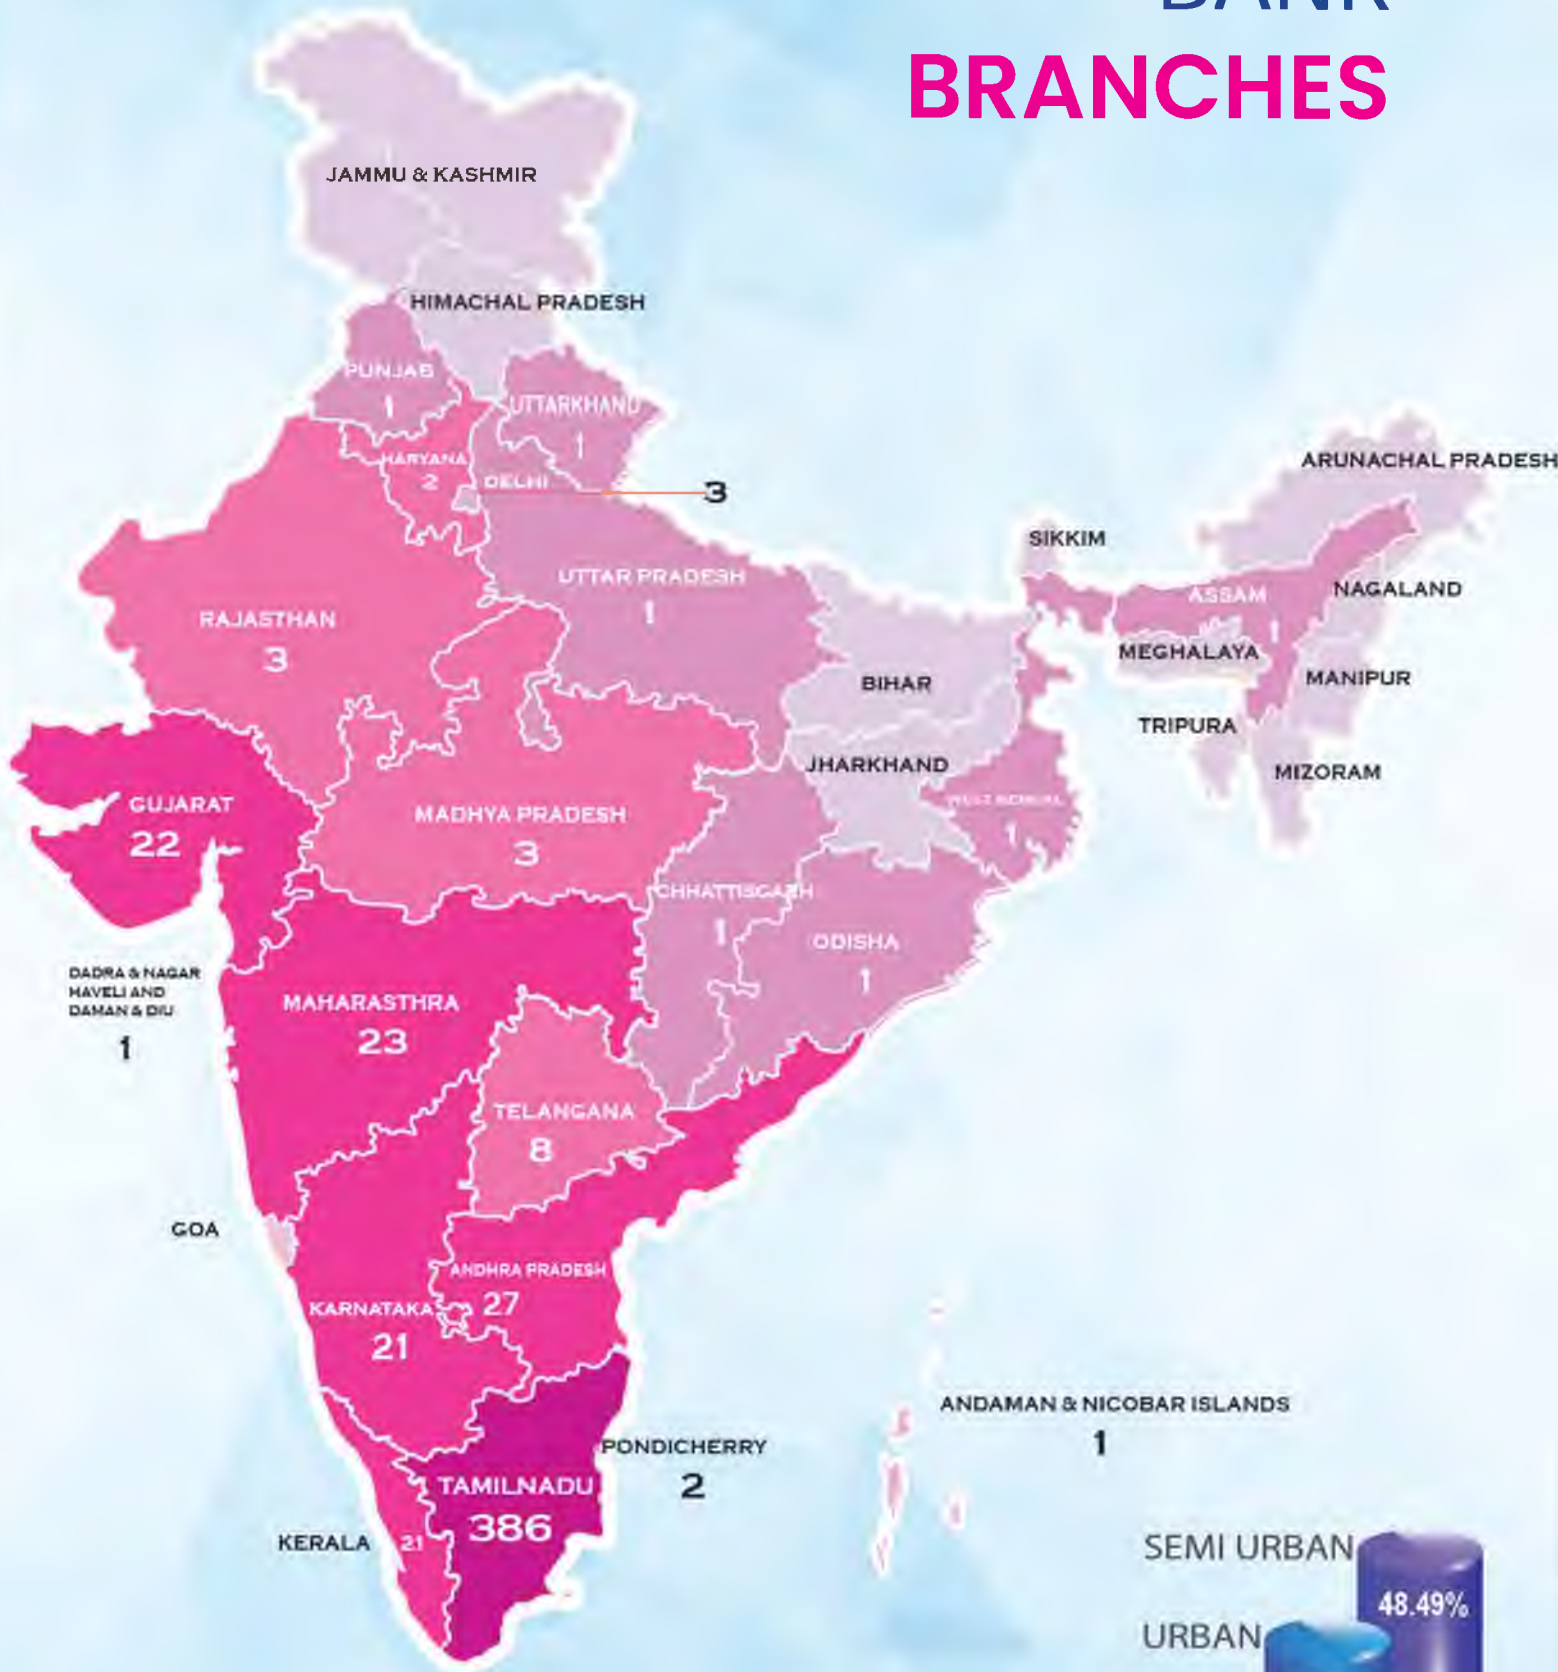 BANK
BRANCHES
JAMMU & KASHMIR
HIMACHAL PRADESH
PUNJAB
1
UTTARKHAND
1
HARYANA
2
DELHI
3
ARUNACHAL PRADESH
SIKKIM
UTTAR PRADESH
1
ASSAM
1
NAGALAND
RAJASTHAN
3
MEGHALAYA
MANIPUR
BIHAR
TRIPURA
JHARKHAND
MIZORAM
GUJARAT
22
MADHYA PRADESH
3
WEST BENGAL
1
CHHATTISGARH
1
ODISHA
1
DADRA & NAGAR
HAVELI AND
DAMAN & DIU
1
MAHARASTHRA
23
TELANGANA
8
GOA
ANDHRA PRADESH
27
KARNATAKA
21
ANDAMAN & NICOBAR ISLANDS
1
PONDICHERRY
2
TAMILNADU
386
KERALA
21
SEMI URBAN
48.49%
URBAN